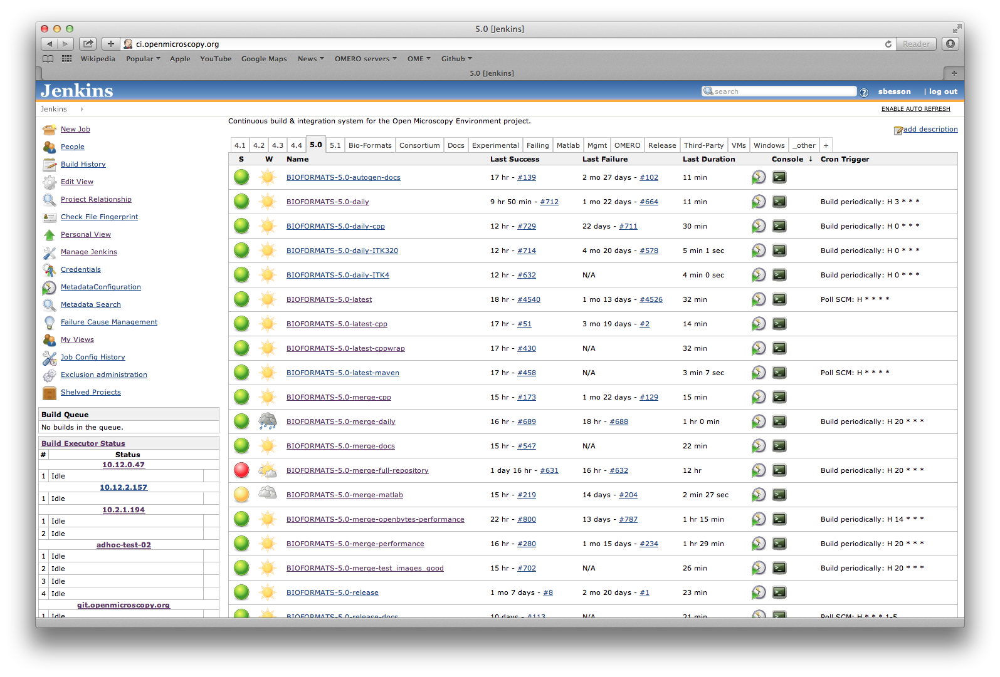 5.0 [Jenkins]
ci.openmicroscopy.org
Reader
Wikipedia Popular Apple YouTube Google Maps News OMERO servers OME Github
5.0 [Jenkins]
Jenkins
search
sbesson | log out
Jenkins
ENABLE AUTO REFRESH
New Job
People
Build History
Edit View
Project Relationship
Check File Fingerprint
Personal View
Manage Jenkins
Credentials
MetadataConfiguration
Metadata Search
Failure Cause Management
My Views
Job Config History
Exclusion administration
Shelved Projects
Build Queue
No builds in the queue.
Build Executor Status
# Status
10.12.0.47
1 Idle
10.12.2.157
1 Idle
10.2.1.194
1 Idle
2 Idle
adhoc-test-02
1 Idle
2 Idle
3 Idle
4 Idle
git.openmicroscopy.org
1 Idle
Continuous build & integration system for the Open Microscopy Environment project.
add description
4.1 4.2 4.3 4.4 5.0 5.1 Bio-Formats Consortium Docs Experimental Failing Matlab Mgmt OMERO Release Third-Party VMs Windows _other +
S W Name Last Success Last Failure Last Duration Console ↓ Cron Trigger
BIOFORMATS-5.0-autogen-docs 17 hr - #139 2 mo 27 days - #102 11 min
BIOFORMATS-5.0-daily 9 hr 50 min - #712 1 mo 22 days - #664 11 min Build periodically: H 3 * * *
BIOFORMATS-5.0-daily-cpp 12 hr - #729 22 days - #711 30 min Build periodically: H 0 * * *
BIOFORMATS-5.0-daily-ITK320 12 hr - #714 4 mo 20 days - #578 5 min 1 sec Build periodically: H 0 * * *
BIOFORMATS-5.0-daily-ITK4 12 hr - #632 N/A 4 min 0 sec Build periodically: H 0 * * *
BIOFORMATS-5.0-latest 18 hr - #4540 1 mo 13 days - #4526 32 min Poll SCM: H * * * *
BIOFORMATS-5.0-latest-cpp 17 hr - #51 3 mo 19 days - #2 14 min
BIOFORMATS-5.0-latest-cppwrap 17 hr - #430 N/A 32 min
BIOFORMATS-5.0-latest-maven 17 hr - #458 N/A 3 min 7 sec Poll SCM: H * * * *
BIOFORMATS-5.0-merge-cpp 15 hr - #173 1 mo 22 days - #129 15 min
BIOFORMATS-5.0-merge-daily 16 hr - #689 18 hr - #688 1 hr 0 min Build periodically: H 20 * * *
BIOFORMATS-5.0-merge-docs 15 hr - #547 N/A 22 min
BIOFORMATS-5.0-merge-full-repository 1 day 16 hr - #631 16 hr - #632 12 hr Build periodically: H 20 * * *
BIOFORMATS-5.0-merge-matlab 15 hr - #219 14 days - #204 2 min 27 sec
BIOFORMATS-5.0-merge-openbytes-performance 22 hr - #800 13 days - #787 1 hr 15 min Build periodically: H 14 * * *
BIOFORMATS-5.0-merge-performance 16 hr - #280 1 mo 15 days - #234 1 hr 29 min Build periodically: H 20 * * *
BIOFORMATS-5.0-merge-test_images_good 15 hr - #702 N/A 26 min Build periodically: H 20 * * *
BIOFORMATS-5.0-release 1 mo 7 days - #8 2 mo 20 days - #1 23 min
BIOFORMATS-5.0-release-docs 10 days - #113 N/A 21 min Poll SCM: H * * * 1-5